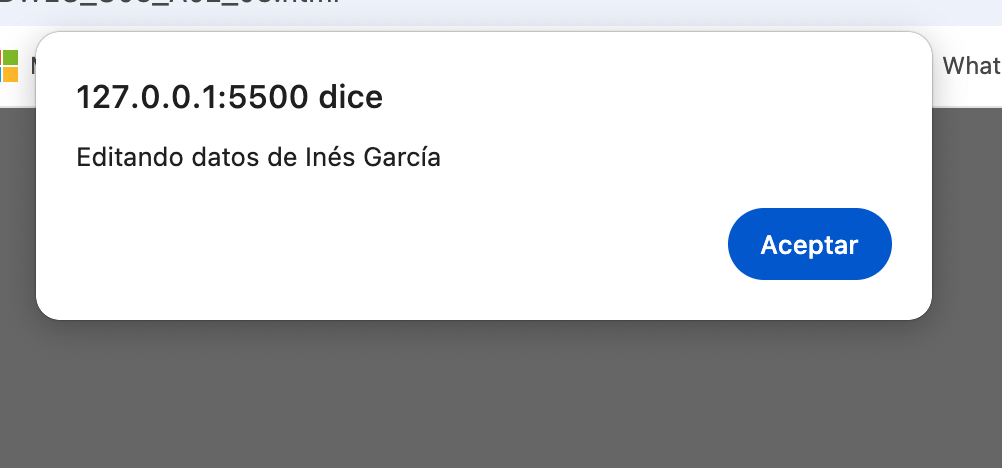 127.0.0.1:5500 dice
What
Editando datos de Inés García
Aceptar